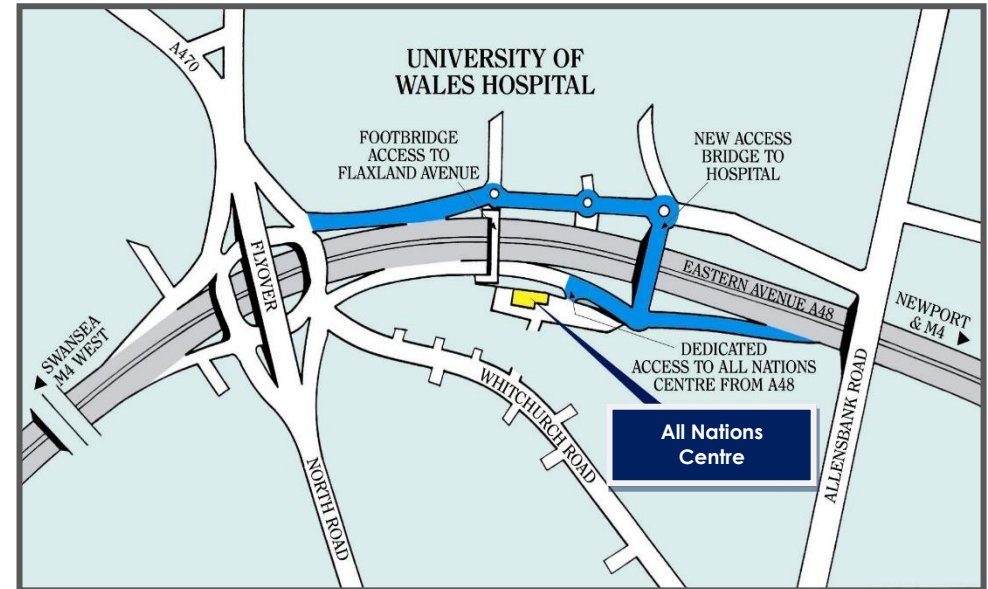 A470
UNIVERSITY OF
WALES HOSPITAL
FOOTBRIDGE
ACCESS TO
FLAXLAND AVENUE
NEW ACCESS
BRIDGE TO
HOSPITAL
FLYOVER
EASTERN AVENUE A48
NEWPORT
& M4
SWANSEA
M4 WEST
DEDICATED
ACCESS TO ALL NATIONS
CENTRE FROM A48
WHITCHURCH ROAD
All Nations
Centre
ALLENSBANK ROAD
NORTH ROAD